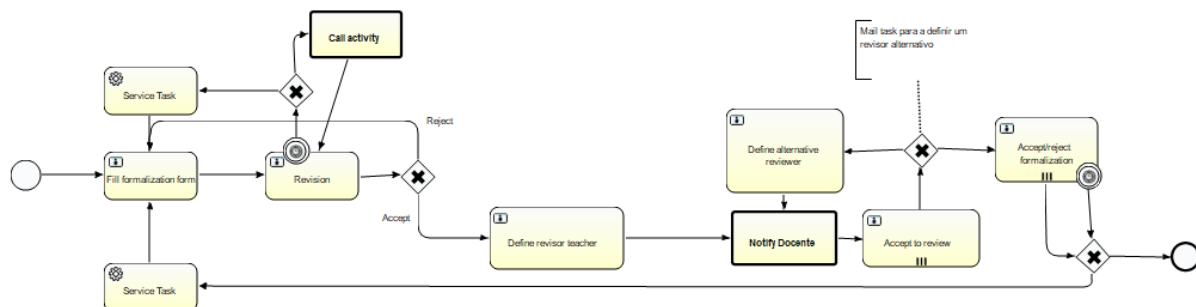 Call activity
Mail task para a definir um
revisor alternativo
Service Task
Reject
Fill formalization form
Revision
Define alternative
reviewer
Accept/reject
formalization
Accept
Define revisor teacher
Notify Docente
Accept to review
Service Task